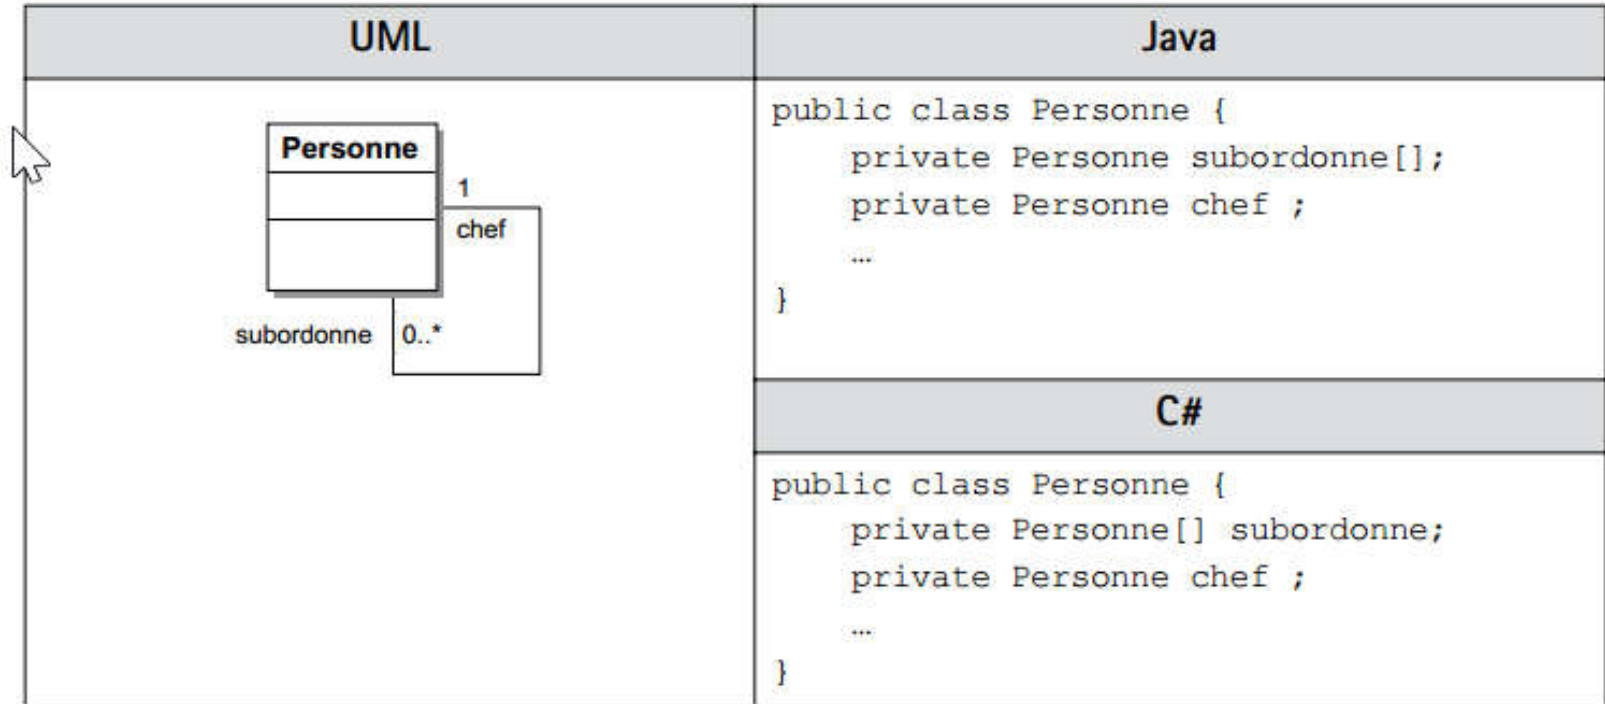 UML
Personne
1
chef
subordonne 0..*
Java
public class Personne {
private Personne subordonne[];
private Personne chef ;
…
}
C#
public class Personne {
private Personne[] subordonne;
private Personne chef ;
…
}